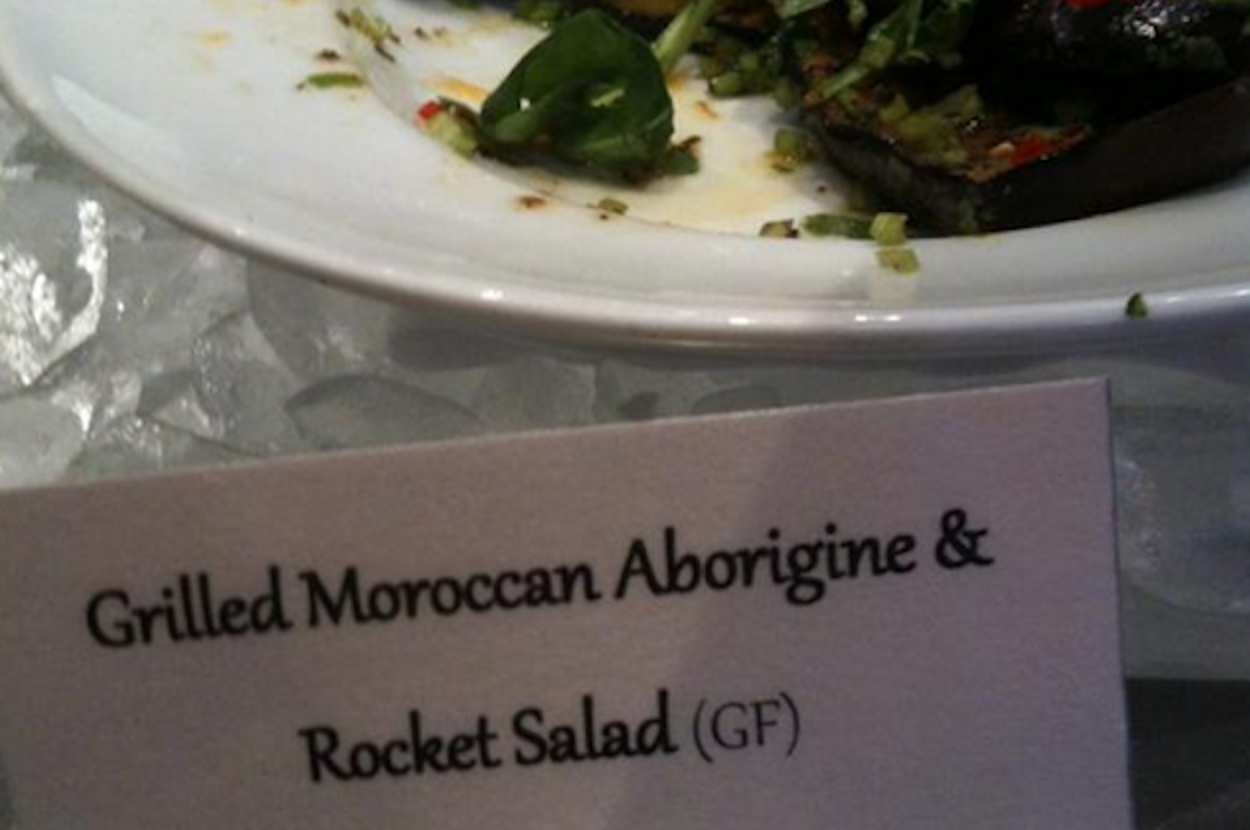 Grilled Moroccan Aborigine &
Rocket Salad (GF)